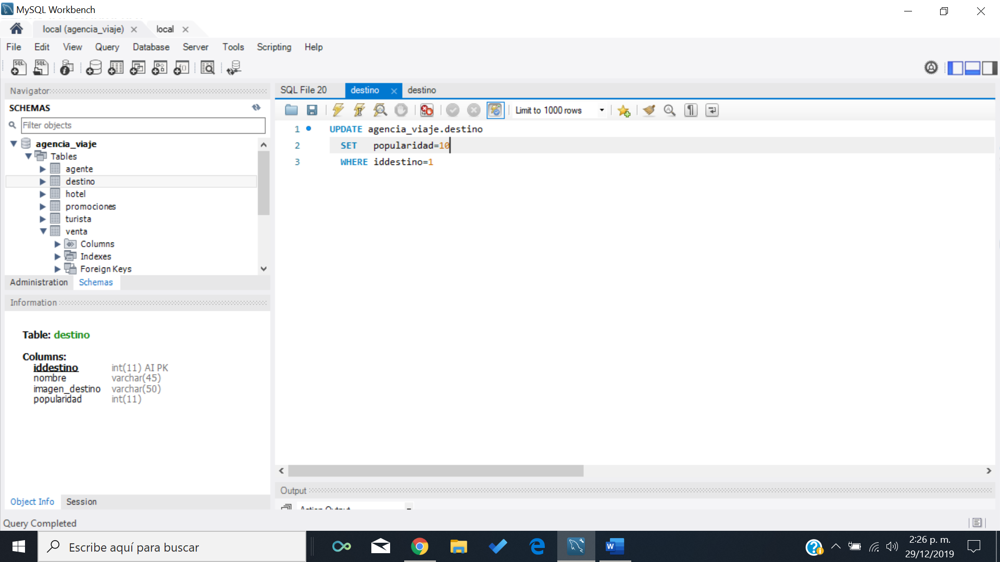 MySQL Workbench
local (agencia_viaje)
local
File Edit View Query Database Server Tools Scripting Help
Navigator
SCHEMAS
Filter objects
agencia_viaje
Tables
agente
destino
hotel
promociones
turista
venta
Columns
Indexes
Foreign Keys
Administration Schemas
Information
Table: destino
Columns:
iddestino int(11) AI PK
nombre varchar(45)
imagen_destino varchar(50)
popularidad int(11)
Object Info Session
Query Completed
SQL File 20 destino destino
Limit to 1000 rows
1 UPDATE agencia_viaje.destino
2 SET popularidad=10
3 WHERE iddestino=1
Output
Action Output
Escribe aquí para buscar
2:26 p. m.
29/12/2019